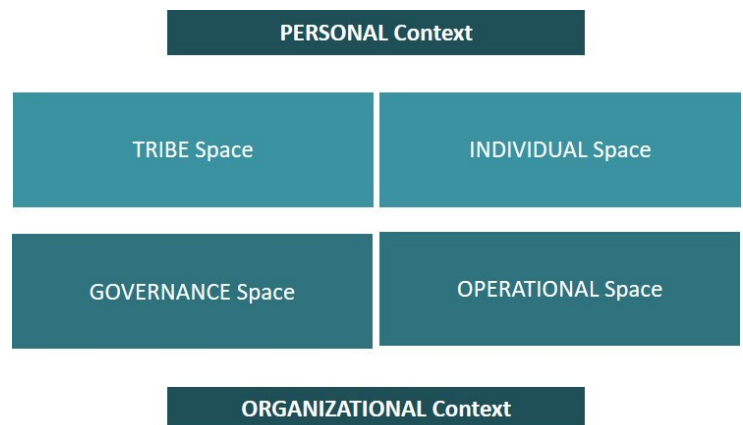 PERSONAL Context
TRIBE Space
INDIVIDUAL Space
GOVERNANCE Space
OPERATIONAL Space
ORGANIZATIONAL Context